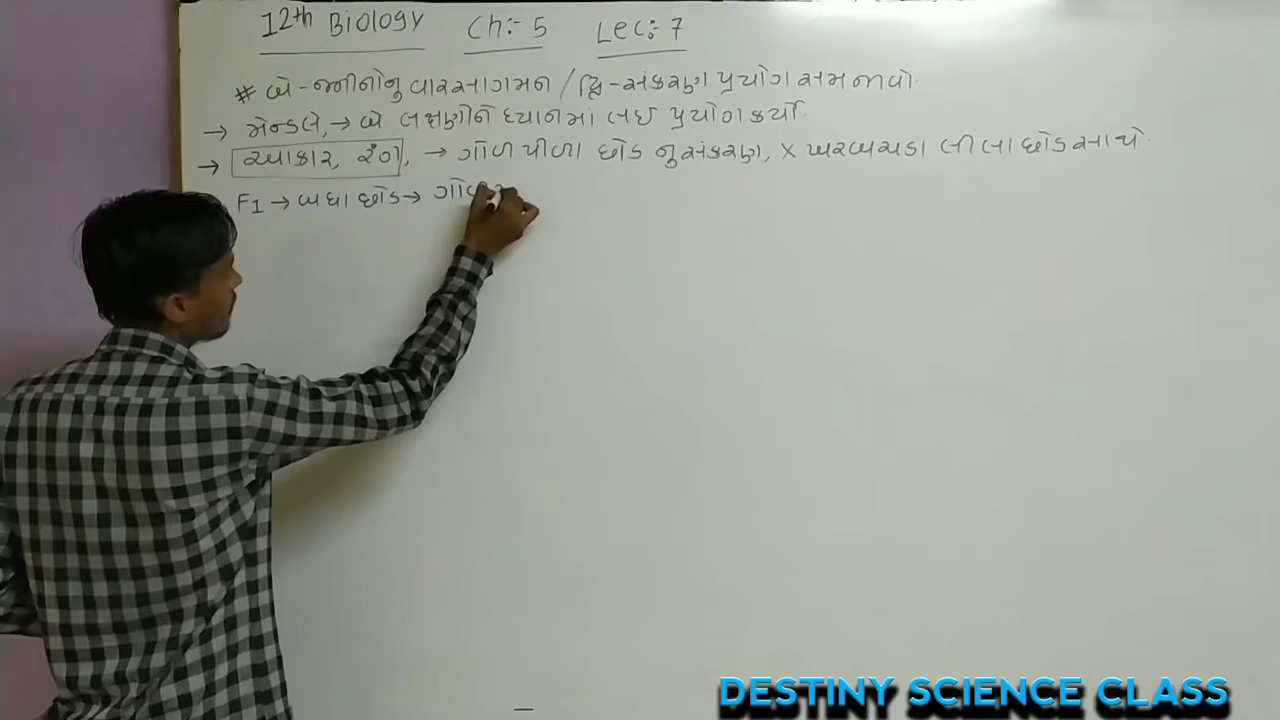 12th Biology Ch:- 5 Lec:- 7
# બે-જનીનોનુ વારસાગમન / દ્વિ-સંકરણ પ્રયોગ સમજાવો
→ મેન્ડલે, → બે લક્ષણોને ધ્યાનમાં લઇ પ્રયોગ કર્યો
→ આકાર, રંગ, → ગોળ પીળા છોડ નુ સંકરણ, × ખરબચડા લીલા છોડ સાથે
F1 → બધા છોડ → ગોળ
DESTINY SCIENCE CLASS